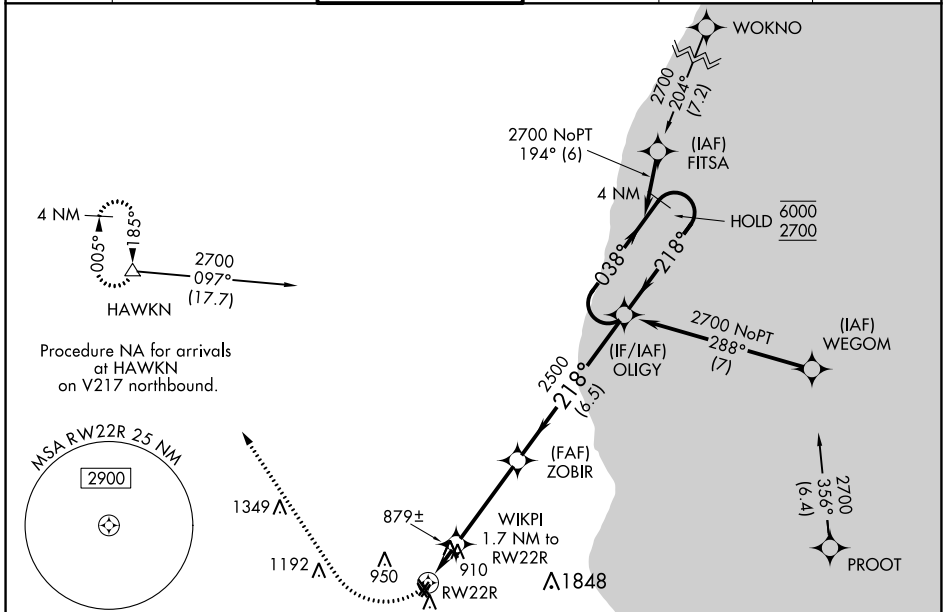 WOKNO
2700
204°
(7.2)
2700 NoPT
194° (6)
(IAF)
FITSA
4 NM
HOLD
6000
2700
4 NM
005°
185°
2700
097°
(17.7)
HAWKN
038°
218°
Procedure NA for arrivals
at HAWKN
on V217 northbound.
2700 NoPT
288°
(7)
(IAF)
WEGOM
(IF/IAF)
OLIGY
2500
218°
(6.5)
MSA RW22R 25 NM
2900
(FAF)
ZOBIR
2700
356°
(6.4)
PROOT
1349
879±
WIKPI
1.7 NM to
RW22R
1192
950
910
1848
RW22R